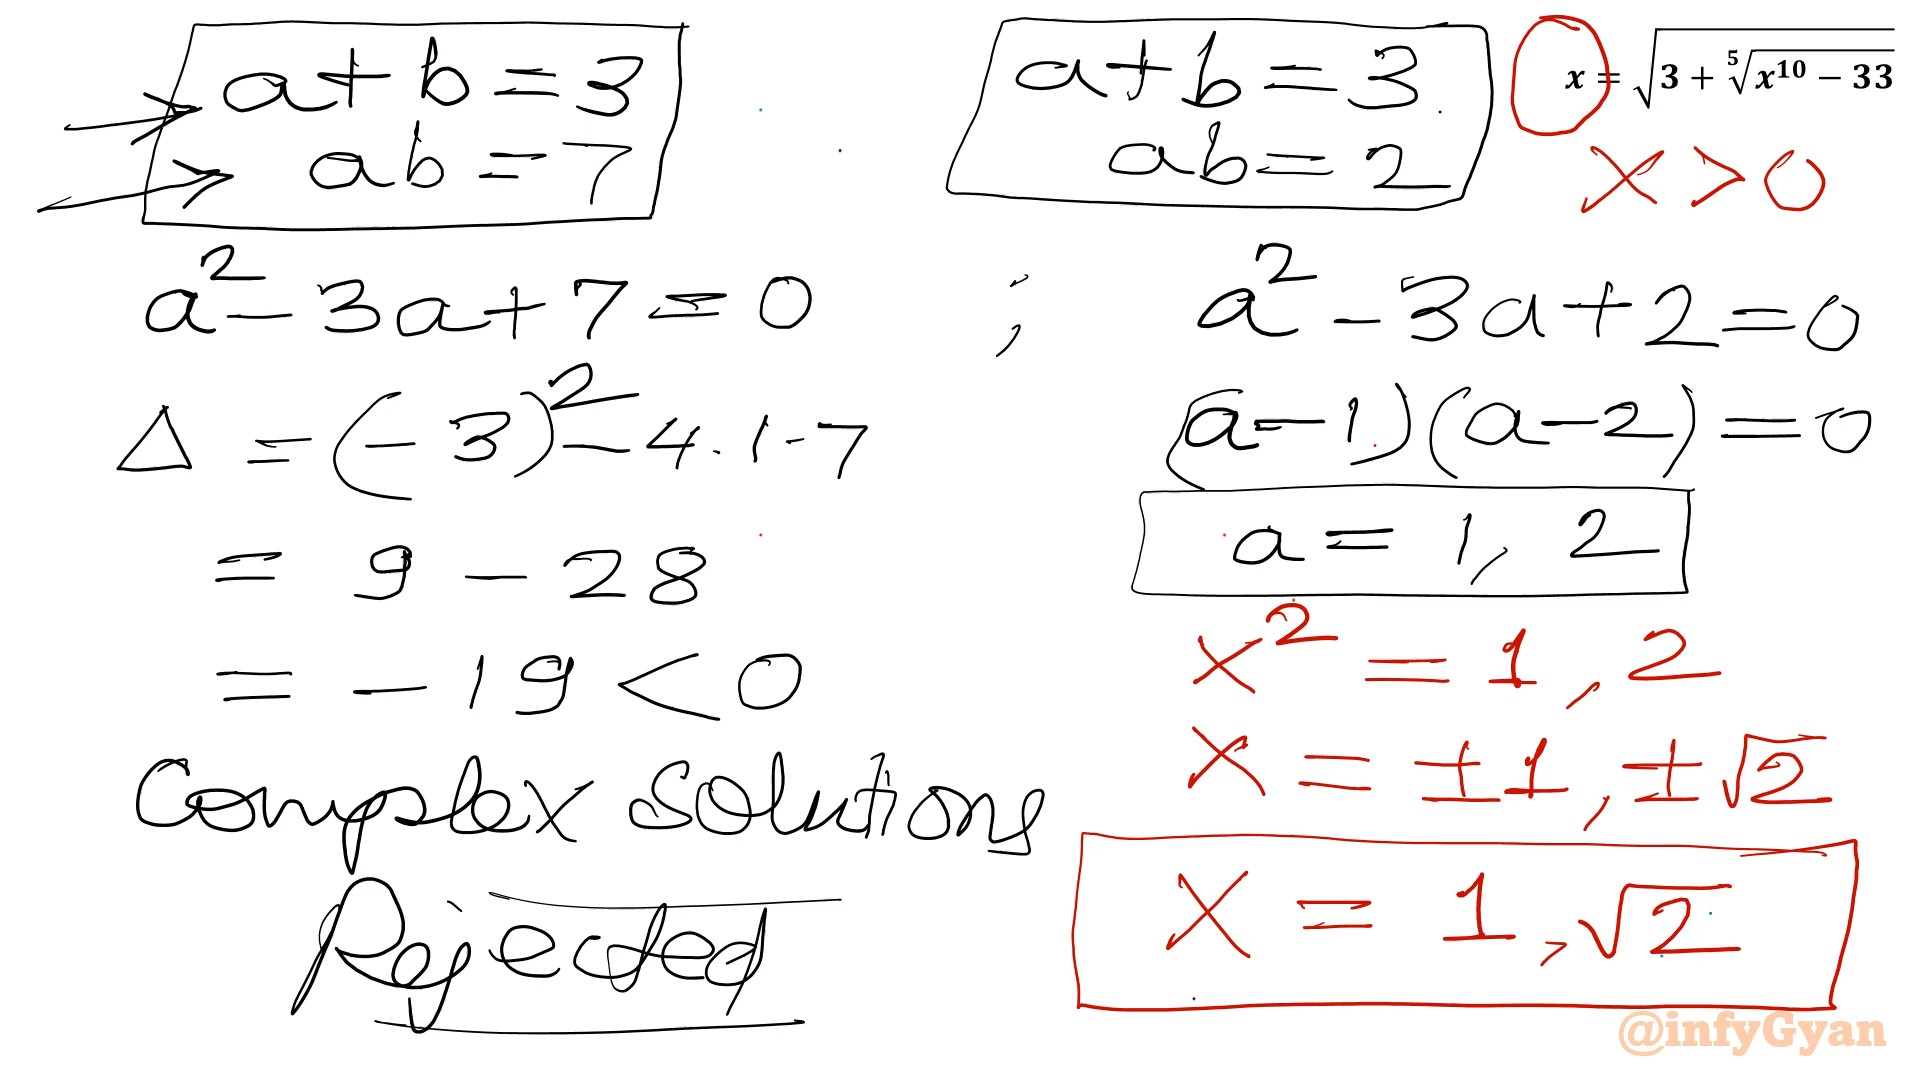 a + b = 3
ab = 7
a² - 3a + 7 = 0
Δ = (-3)² - 4.1.7
= 9 - 28
= -19 < 0
Complex Solutions
Rejected
;
a + b = 3
ab = 2
x = √(3 + ⁵√(x¹⁰ − 33))
x > 0
a² - 3a + 2 = 0
(a - 1)(a - 2) = 0
a = 1, 2
x² = 1, 2
x = ±1, ±√2
x = 1, √2
@infyGyan